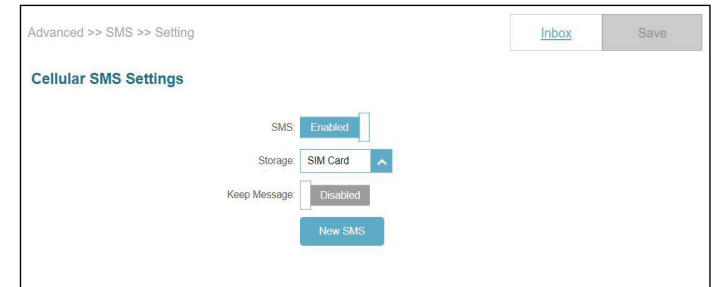 Advanced >> SMS >> Setting
Inbox
Save
Cellular SMS Settings
SMS: Enabled
Storage: SIM Card
Keep Message: Disabled
New SMS